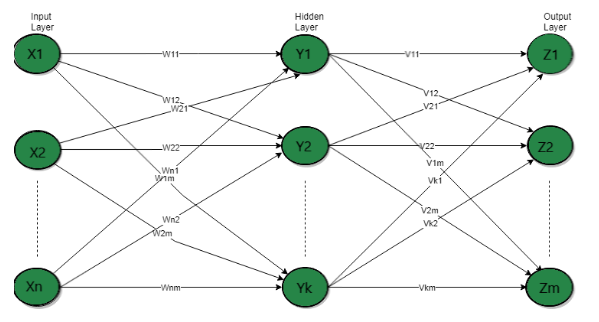 Input
Layer
Hidden
Layer
Output
Layer
X1
W11
Y1
V11
Z1
W12
W21
V12
V21
X2
W22
Y2
V22
Z2
Wn1
W1m
V1m
Vk1
Wn2
W2m
V2m
Vk2
Xn
Wnm
Yk
Vkm
Zm